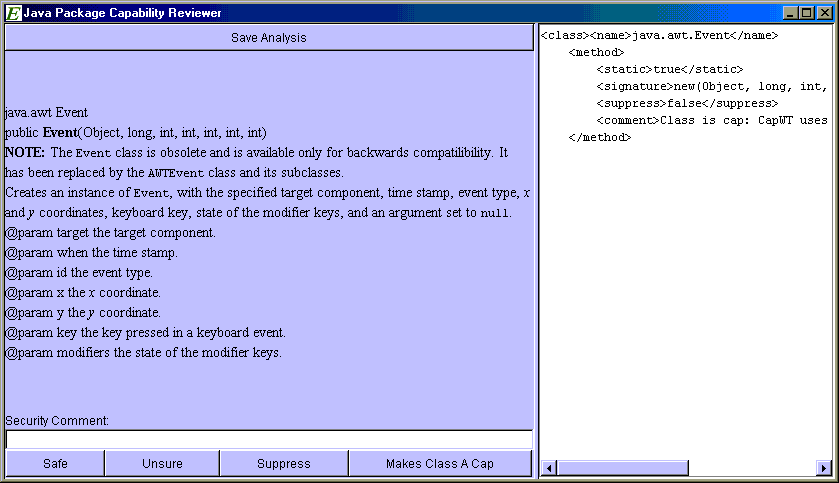 E Java Package Capability Reviewer
Save Analysis
java.awt Event
public Event(Object, long, int, int, int, int, int)
NOTE: The Event class is obsolete and is available only for backwards compatilibility. It
has been replaced by the AWTEvent class and its subclasses.
Creates an instance of Event, with the specified target component, time stamp, event type, x
and y coordinates, keyboard key, state of the modifier keys, and an argument set to null.
@param target the target component.
@param when the time stamp.
@param id the event type.
@param x the x coordinate.
@param y the y coordinate.
@param key the key pressed in a keyboard event.
@param modifiers the state of the modifier keys.
Security Comment:
Safe
Unsure
Suppress
Makes Class A Cap
<class><name>java.awt.Event</name>
<method>
<static>true</static>
<signature>new(Object, long, int,
<suppress>false</suppress>
<comment>Class is cap: CapWT uses
</method>